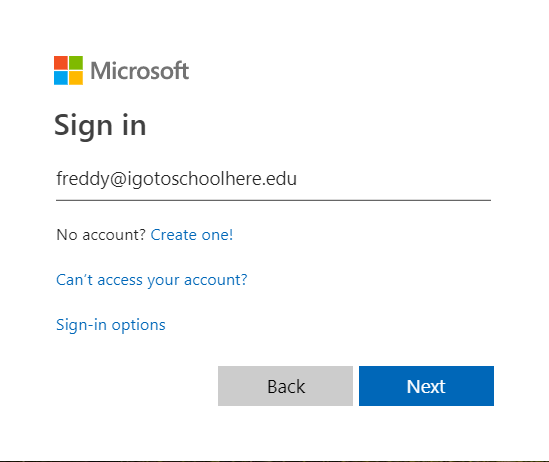 Microsoft
Sign in
freddy@igotoschoolhere.edu
No account? Create one!
Can't access your account?
Sign-in options
Back Next